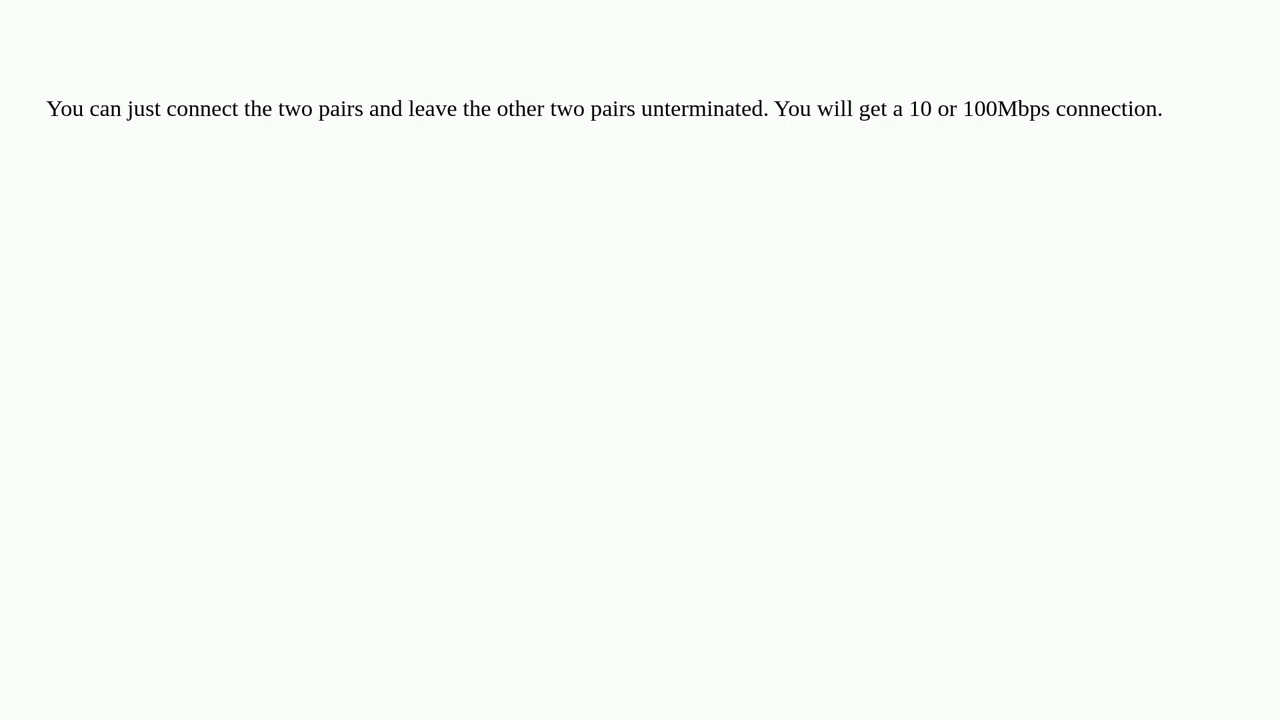 You can just connect the two pairs and leave the other two pairs unterminated. You will get a 10 or 100Mbps connection.